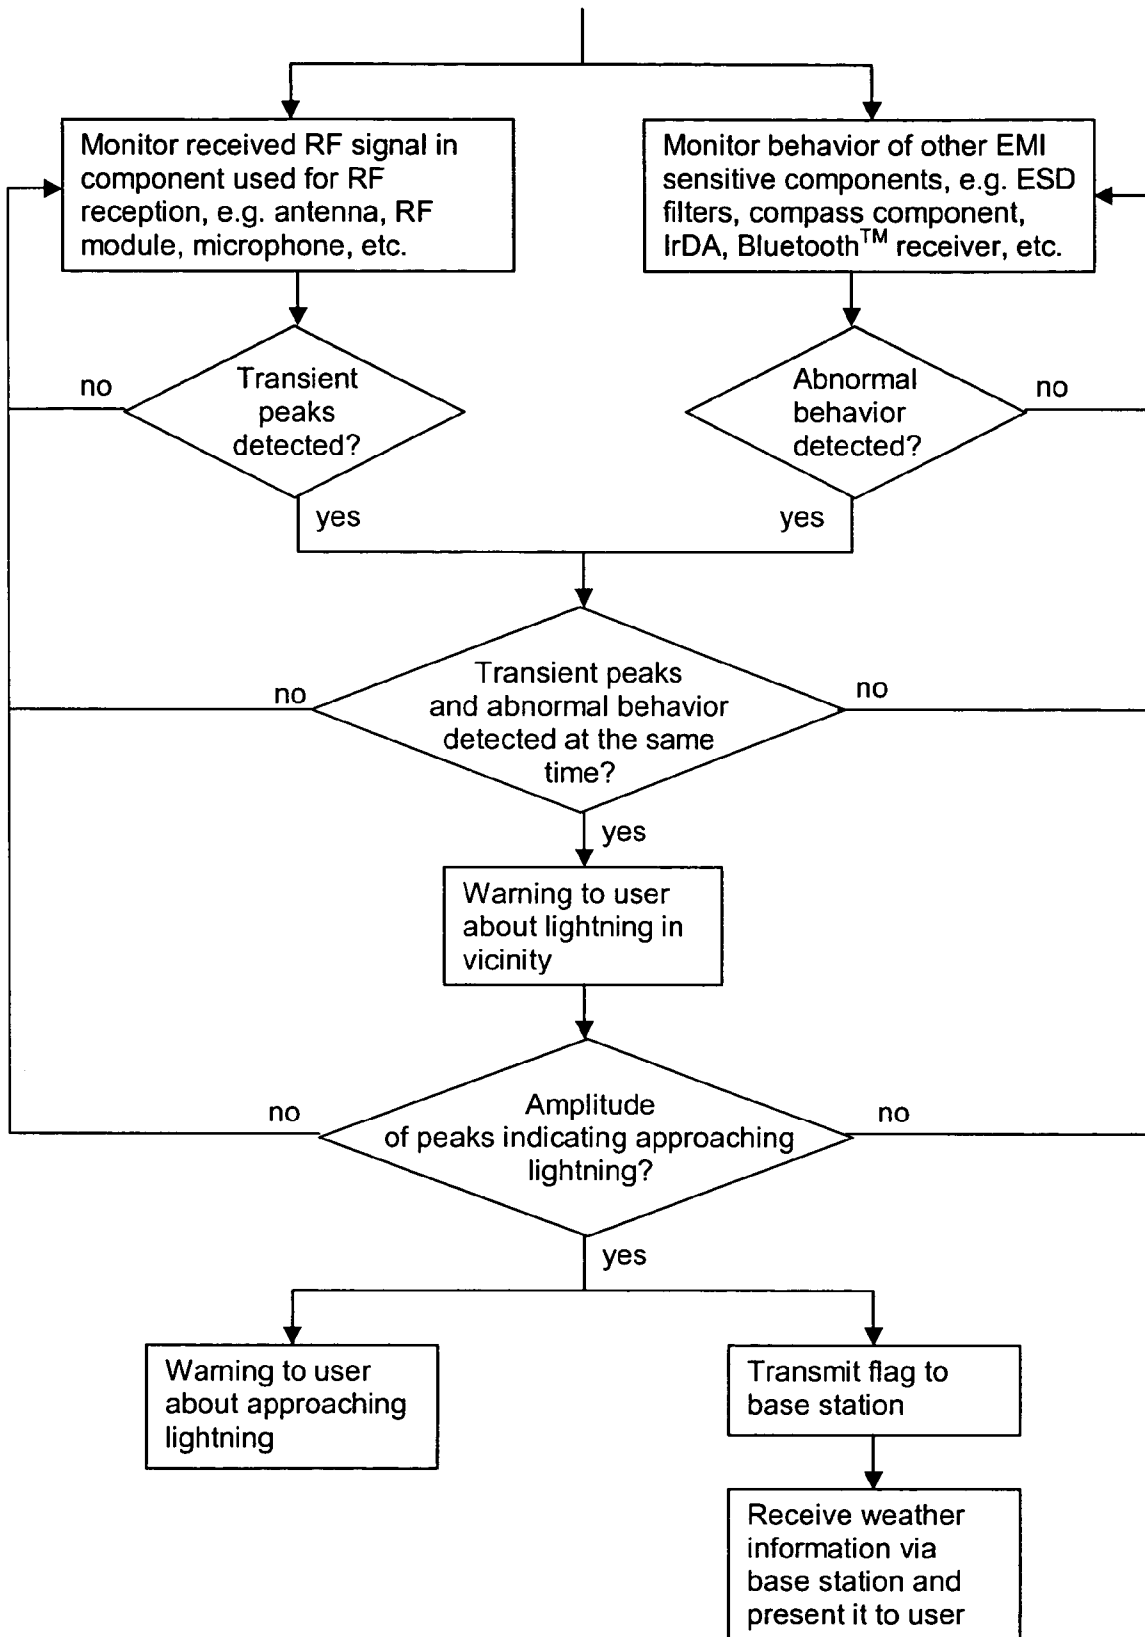 Monitor received RF signal in
component used for RF
reception, e.g. antenna, RF
module, microphone, etc.
Monitor behavior of other EMI
sensitive components, e.g. ESD
filters, compass component,
IrDA, Bluetooth™ receiver, etc.
no
Transient
peaks
detected?
Abnormal
behavior
detected?
no
yes
yes
no
Transient peaks
and abnormal behavior
detected at the same
time?
no
yes
Warning to user
about lightning in
vicinity
no
Amplitude
of peaks indicating approaching
lightning?
no
yes
Warning to user
about approaching
lightning
Transmit flag to
base station
Receive weather
information via
base station and
present it to user